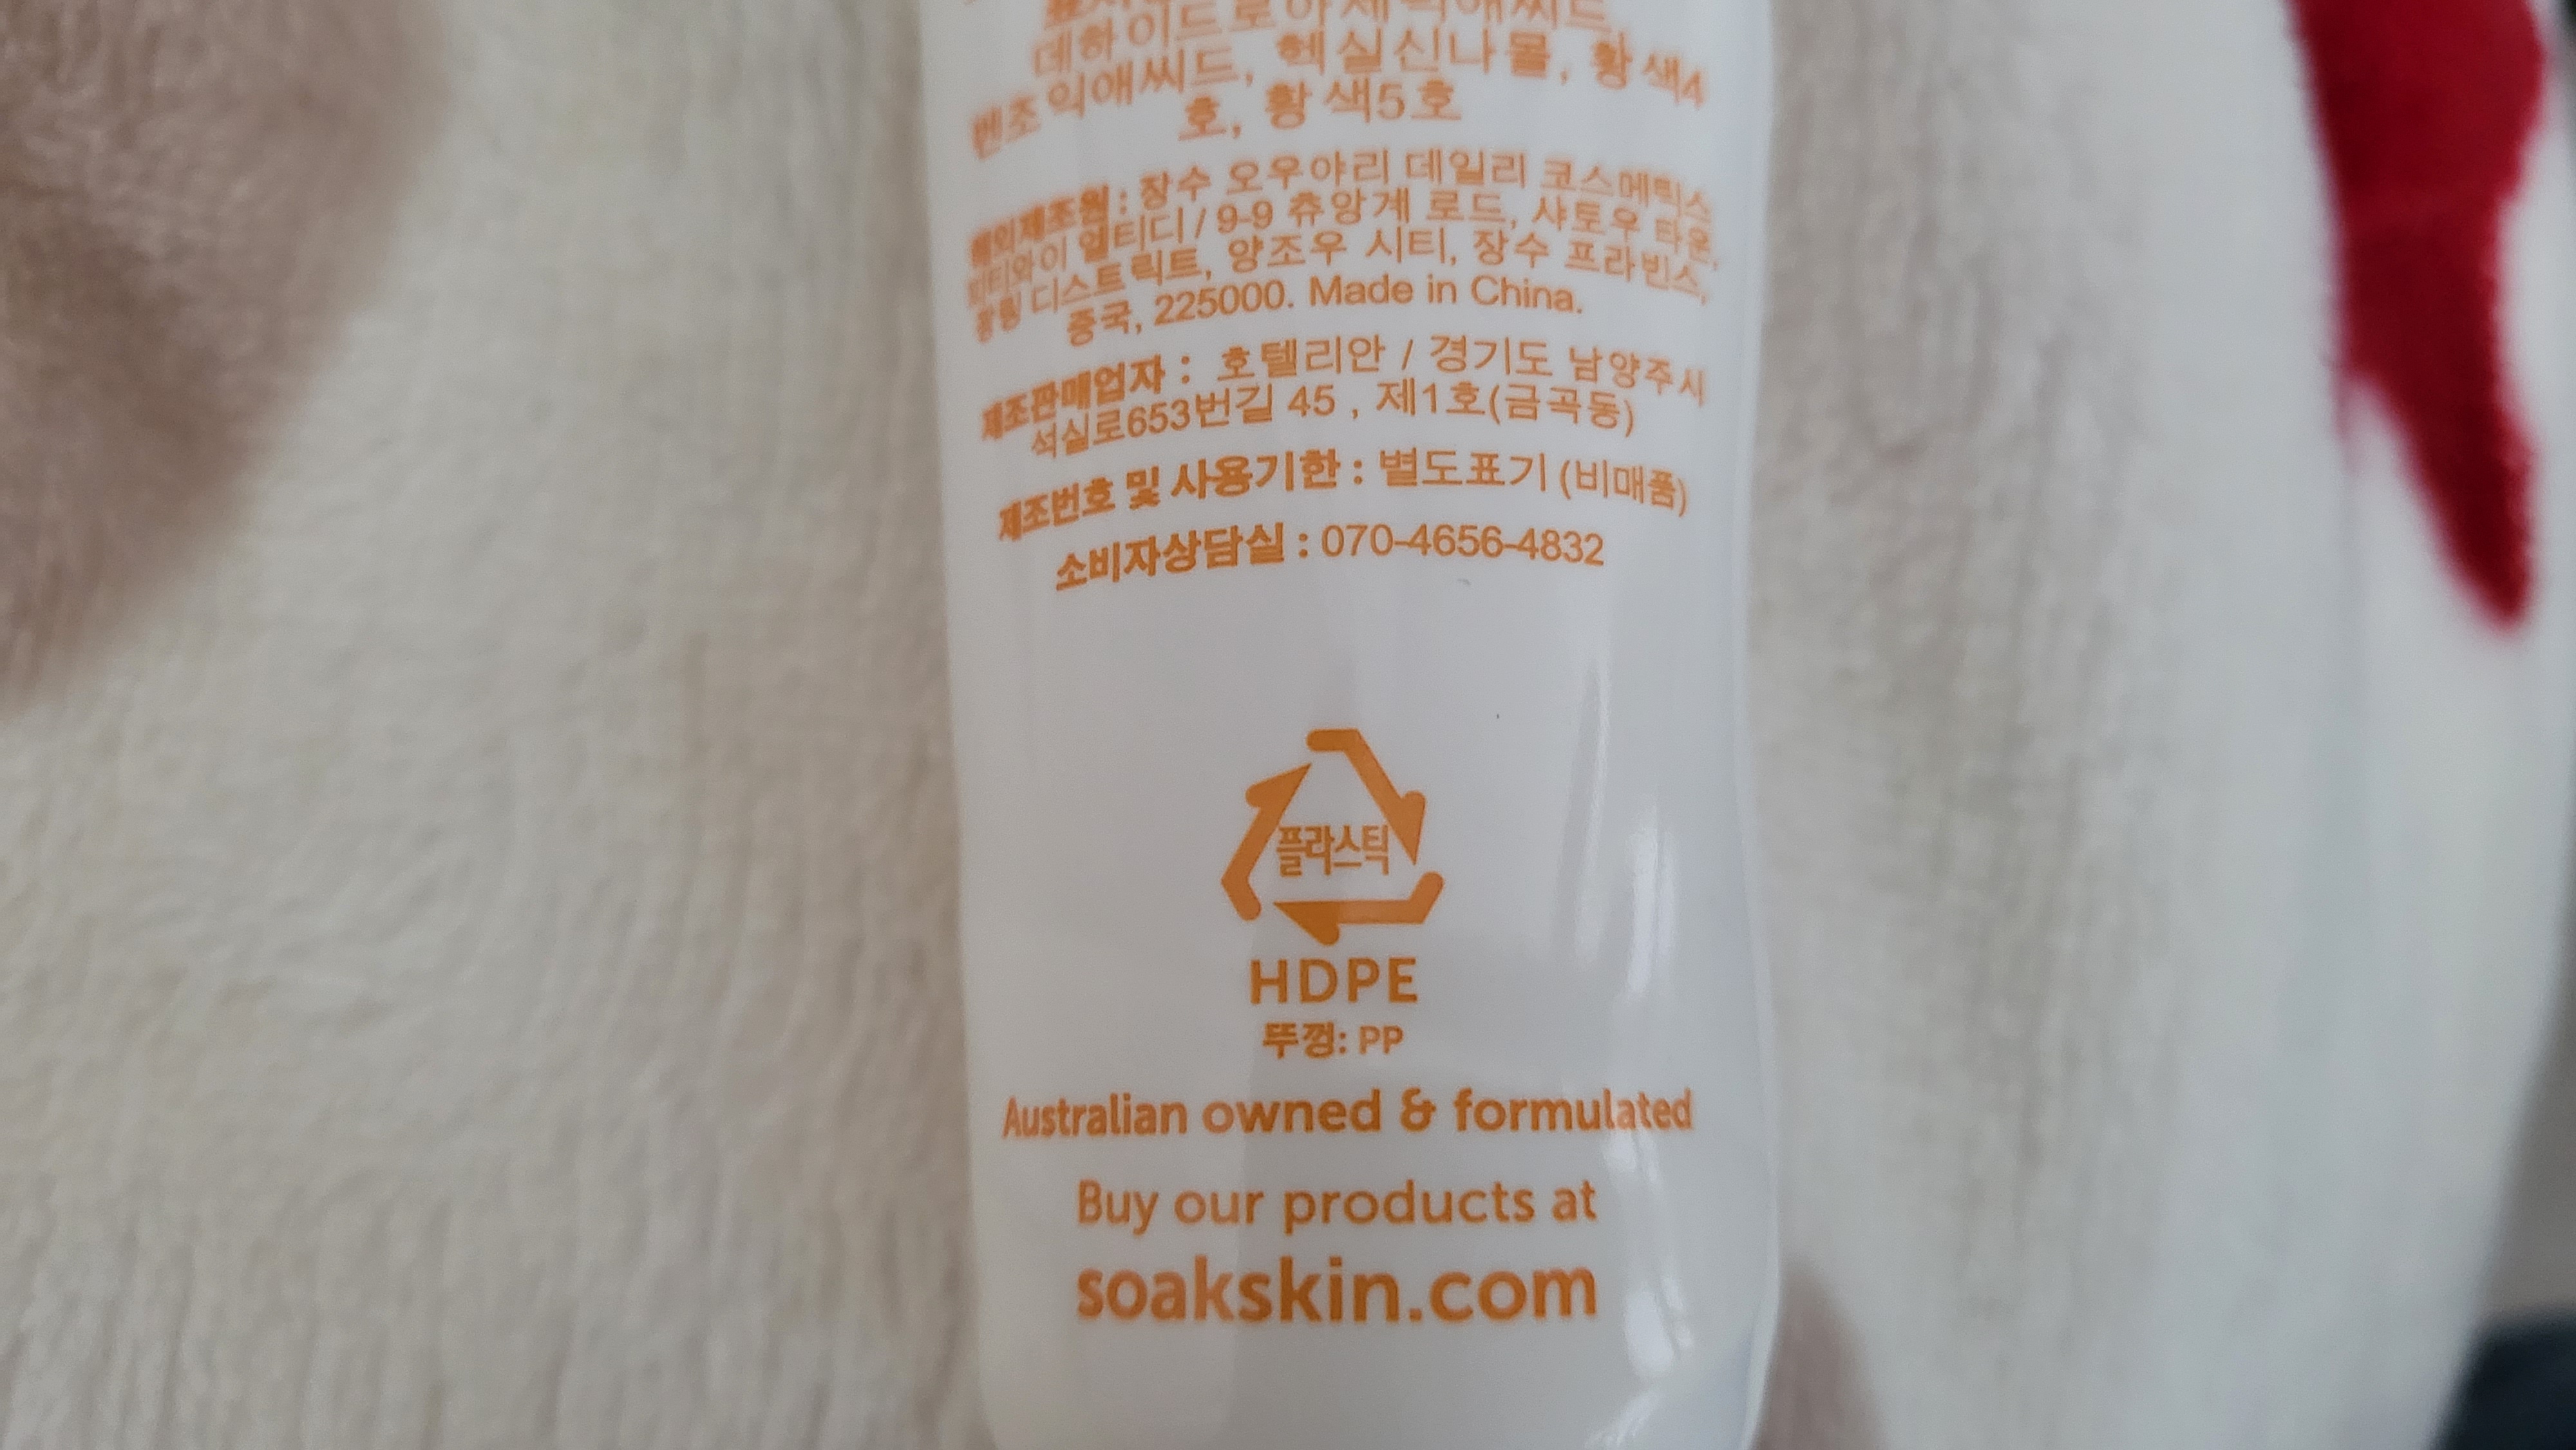 데하이드로아세틱애씨드
벤조익애씨드, 헥실신나몰, 황색4
호, 황색5호
해외제조원 : 장수 오우야리 데일리 코스메틱스
피티와이 엘티디 / 9-9 츄앙계 로드, 샤토우 타운,
장링 디스트릭트, 양조우 시티, 장수 프라빈스,
중국, 225000. Made in China.
제조판매업자 : 호텔리안 / 경기도 남양주시
석실로653번길 45 , 제1호(금곡동)
제조번호 및 사용기한 : 별도표기 (비매품)
소비자상담실 : 070-4656-4832
플라스틱
HDPE
뚜껑: PP
Australian owned & formulated
Buy our products at
soakskin.com